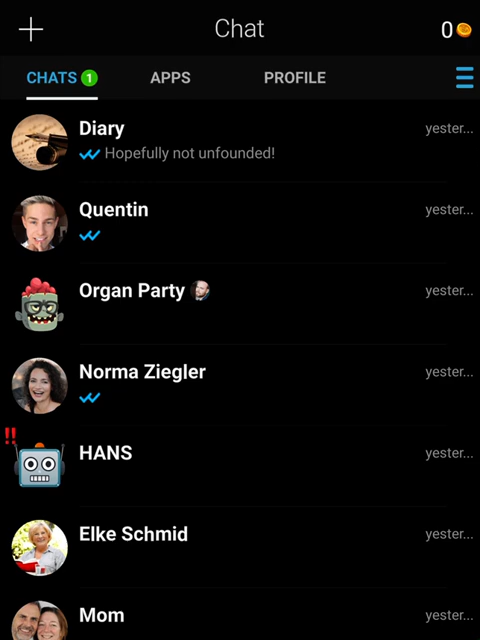 Chat
0
CHATS 1
APPS
PROFILE
Diary
yester...
Hopefully not unfounded!
Quentin
yester...
Organ Party
yester...
Norma Ziegler
yester...
!!
HANS
yester...
Elke Schmid
yester...
Mom
yester...